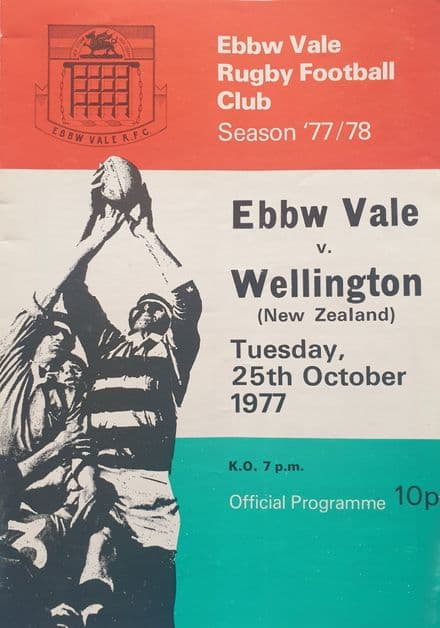 EBBW VALE R.F.C.
Ebbw Vale
Rugby Football
Club
Season '77/78
Ebbw Vale
v.
Wellington
(New Zealand)
Tuesday,
25th October
1977
K.O. 7 p.m.
Official Programme 10p